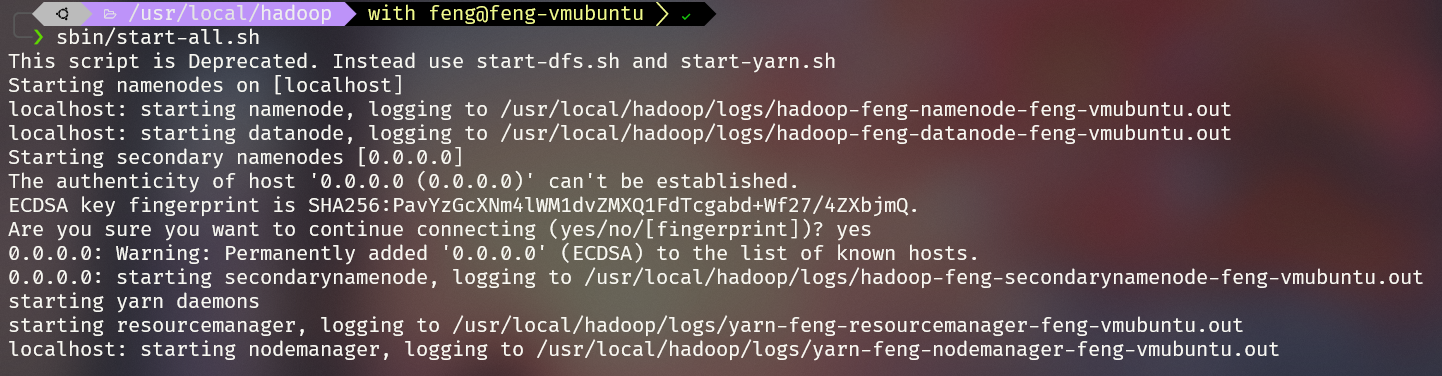 /usr/local/hadoop with feng@feng-vmubuntu ✓
❯ sbin/start-all.sh
This script is Deprecated. Instead use start-dfs.sh and start-yarn.sh
Starting namenodes on [localhost]
localhost: starting namenode, logging to /usr/local/hadoop/logs/hadoop-feng-namenode-feng-vmubuntu.out
localhost: starting datanode, logging to /usr/local/hadoop/logs/hadoop-feng-datanode-feng-vmubuntu.out
Starting secondary namenodes [0.0.0.0]
The authenticity of host '0.0.0.0 (0.0.0.0)' can't be established.
ECDSA key fingerprint is SHA256:PavYzGcXNm4lWM1dvZMXQ1FdTcgabd+Wf27/4ZXbjmQ.
Are you sure you want to continue connecting (yes/no/[fingerprint])? yes
0.0.0.0: Warning: Permanently added '0.0.0.0' (ECDSA) to the list of known hosts.
0.0.0.0: starting secondarynamenode, logging to /usr/local/hadoop/logs/hadoop-feng-secondarynamenode-feng-vmubuntu.out
starting yarn daemons
starting resourcemanager, logging to /usr/local/hadoop/logs/yarn-feng-resourcemanager-feng-vmubuntu.out
localhost: starting nodemanager, logging to /usr/local/hadoop/logs/yarn-feng-nodemanager-feng-vmubuntu.out